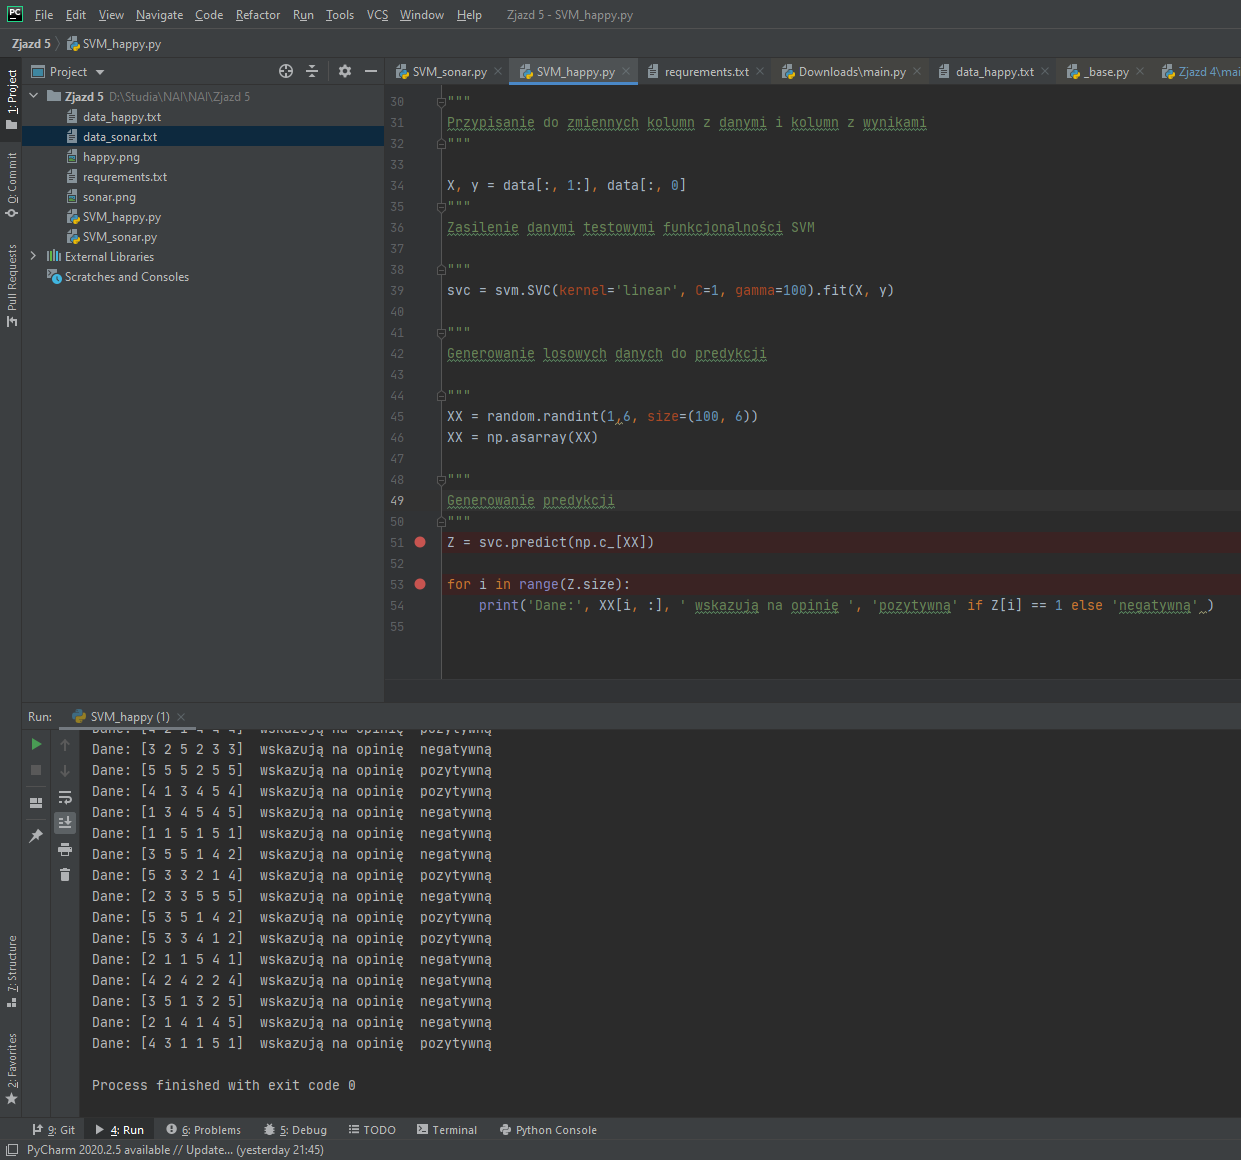 File Edit View Navigate Code Refactor Run Tools VCS Window Help Zjazd 5 - SVM_happy.py
Zjazd 5 SVM_happy.py
Project
SVM_sonar.py SVM_happy.py requrements.txt Downloads\main.py data_happy.txt _base.py Zjazd 4\mai
1: Project
0: Commit
Pull Requests
7: Structure
2: Favorites
Zjazd 5 D:\Studia\NAI\NAI\Zjazd 5
data_happy.txt
data_sonar.txt
happy.png
requrements.txt
sonar.png
SVM_happy.py
SVM_sonar.py
External Libraries
Scratches and Consoles
30 """
31 Przypisanie do zmiennych kolumn z danymi i kolumn z wynikami
32 """
33
34 X, y = data[:, 1:], data[:, 0]
35 """
36 Zasilenie danymi testowymi funkcjonalności SVM
37
38 """
39 svc = svm.SVC(kernel='linear', C=1, gamma=100).fit(X, y)
40
41 """
42 Generowanie losowych danych do predykcji
43
44 """
45 XX = random.randint(1,6, size=(100, 6))
46 XX = np.asarray(XX)
47
48 """
49 Generowanie predykcji
50 """
51 Z = svc.predict(np.c_[XX])
52
53 for i in range(Z.size):
54 print('Dane:', XX[i, :], ' wskazują na opinię ', 'pozytywną' if Z[i] == 1 else 'negatywną' )
55
Run: SVM_happy (1)
Dane: [4 2 1 4 4 4] wskazują na opinię pozytywną
Dane: [3 2 5 2 3 3] wskazują na opinię negatywną
Dane: [5 5 5 2 5 5] wskazują na opinię pozytywną
Dane: [4 1 3 4 5 4] wskazują na opinię pozytywną
Dane: [1 3 4 5 4 5] wskazują na opinię negatywną
Dane: [1 1 5 1 5 1] wskazują na opinię negatywną
Dane: [3 5 5 1 4 2] wskazują na opinię negatywną
Dane: [5 3 3 2 1 4] wskazują na opinię pozytywną
Dane: [2 3 3 5 5 5] wskazują na opinię negatywną
Dane: [5 3 5 1 4 2] wskazują na opinię pozytywną
Dane: [5 3 3 4 1 2] wskazują na opinię pozytywną
Dane: [2 1 1 5 4 1] wskazują na opinię negatywną
Dane: [4 2 4 2 2 4] wskazują na opinię negatywną
Dane: [3 5 1 3 2 5] wskazują na opinię negatywną
Dane: [2 1 4 1 4 5] wskazują na opinię negatywną
Dane: [4 3 1 1 5 1] wskazują na opinię pozytywną
Process finished with exit code 0
9: Git 4: Run 6: Problems 5: Debug TODO Terminal Python Console
PyCharm 2020.2.5 available // Update... (yesterday 21:45)